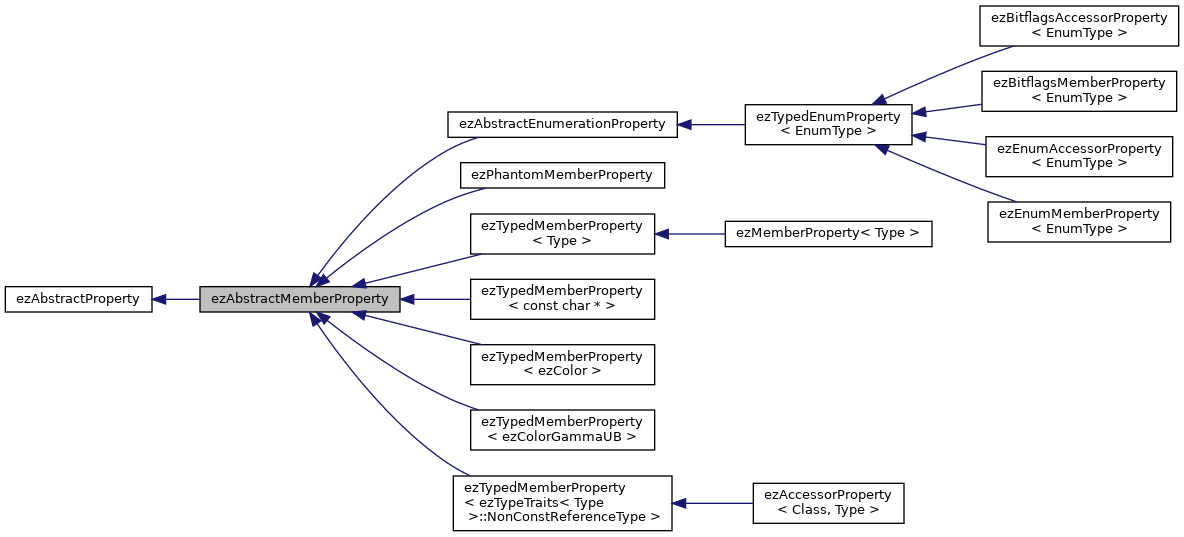 ezBitflagsAccessorProperty
< EnumType >
ezBitflagsMemberProperty
< EnumType >
ezAbstractEnumerationProperty
ezTypedEnumProperty
< EnumType >
ezEnumAccessorProperty
< EnumType >
ezPhantomMemberProperty
ezEnumMemberProperty
< EnumType >
ezTypedMemberProperty
< Type >
ezMemberProperty< Type >
ezAbstractProperty
ezAbstractMemberProperty
ezTypedMemberProperty
< const char * >
ezTypedMemberProperty
< ezColor >
ezTypedMemberProperty
< ezColorGammaUB >
ezTypedMemberProperty
< ezTypeTraits< Type
>::NonConstReferenceType >
ezAccessorProperty
< Class, Type >